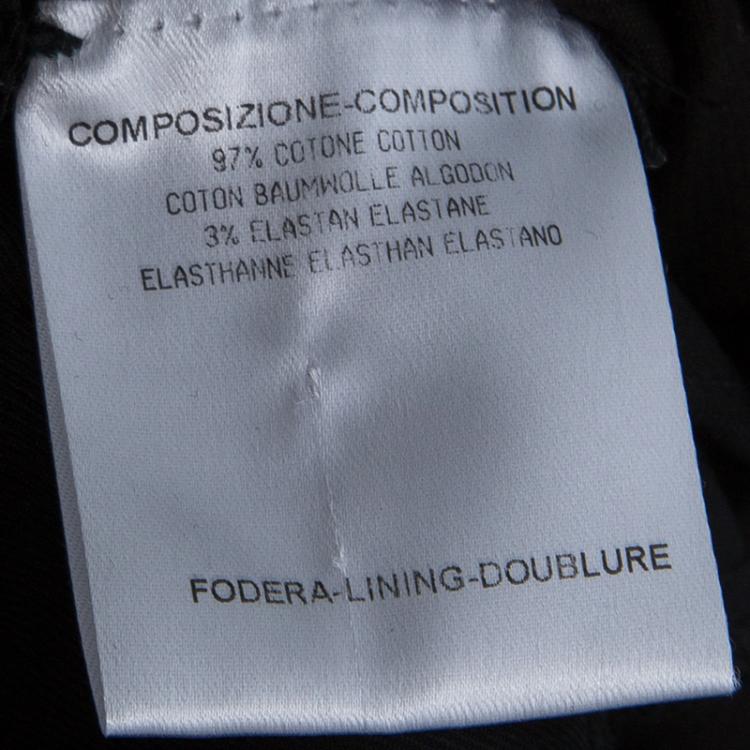 COMPOSIZIONE-COMPOSITION
97% COTONE COTTON
COTON BAUMWOLLE ALGODON
3% ELASTAN ELASTANE
ELASTHANNE ELASTHAN ELASTANO
FODERA-LINING-DOUBLURE